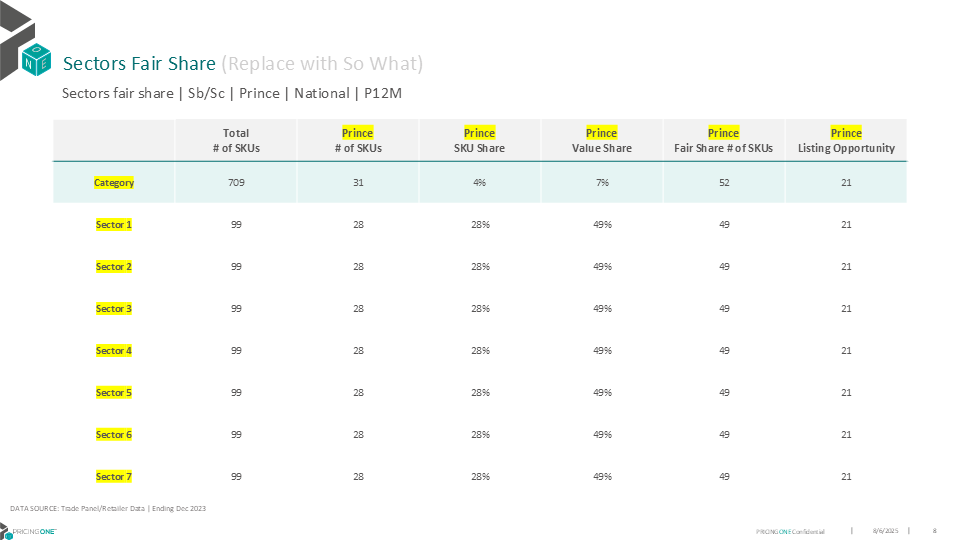 O
N E
Sectors Fair Share (Replace with So What)
Sectors fair share | Sb/Sc | Prince | National | P12M
Total # of SKUs | Prince # of SKUs | Prince SKU Share | Prince Value Share | Prince Fair Share # of SKUs | Prince Listing Opportunity
Category 709 31 4% 7% 52 21
Sector 1 99 28 28% 49% 49 21
Sector 2 99 28 28% 49% 49 21
Sector 3 99 28 28% 49% 49 21
Sector 4 99 28 28% 49% 49 21
Sector 5 99 28 28% 49% 49 21
Sector 6 99 28 28% 49% 49 21
Sector 7 99 28 28% 49% 49 21
DATA SOURCE: Trade Panel/Retailer Data | Ending Dec 2023
PRICINGONE™
PRICINGONE Confidential | 8/6/2025 | 8